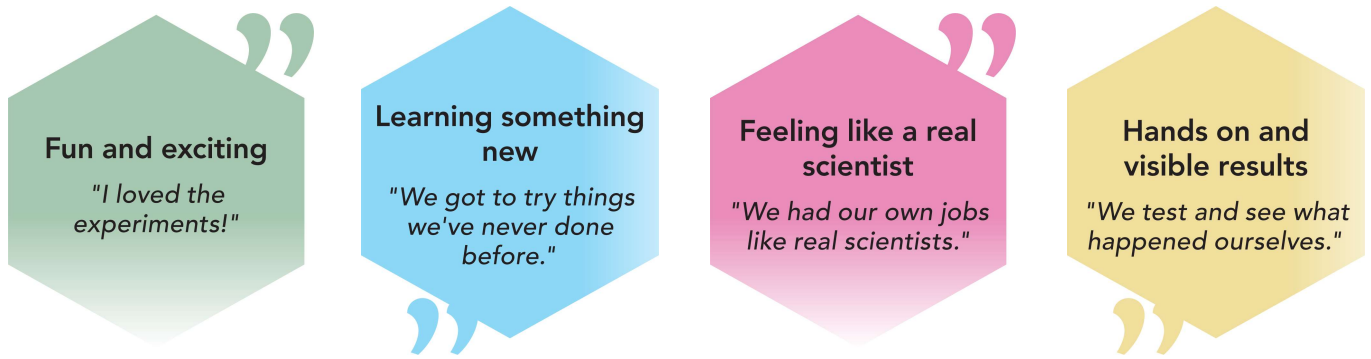 Fun and exciting
"I loved the
experiments!"
Learning something
new
"We got to try things
we've never done
before."
Feeling like a real
scientist
"We had our own jobs
like real scientists."
Hands on and
visible results
"We test and see what
happened ourselves."